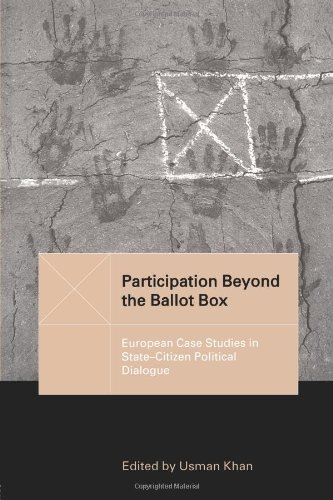 Participation Beyond
the Ballot Box
European Case Studies in
State–Citizen Political
Dialogue
Edited by Usman Khan